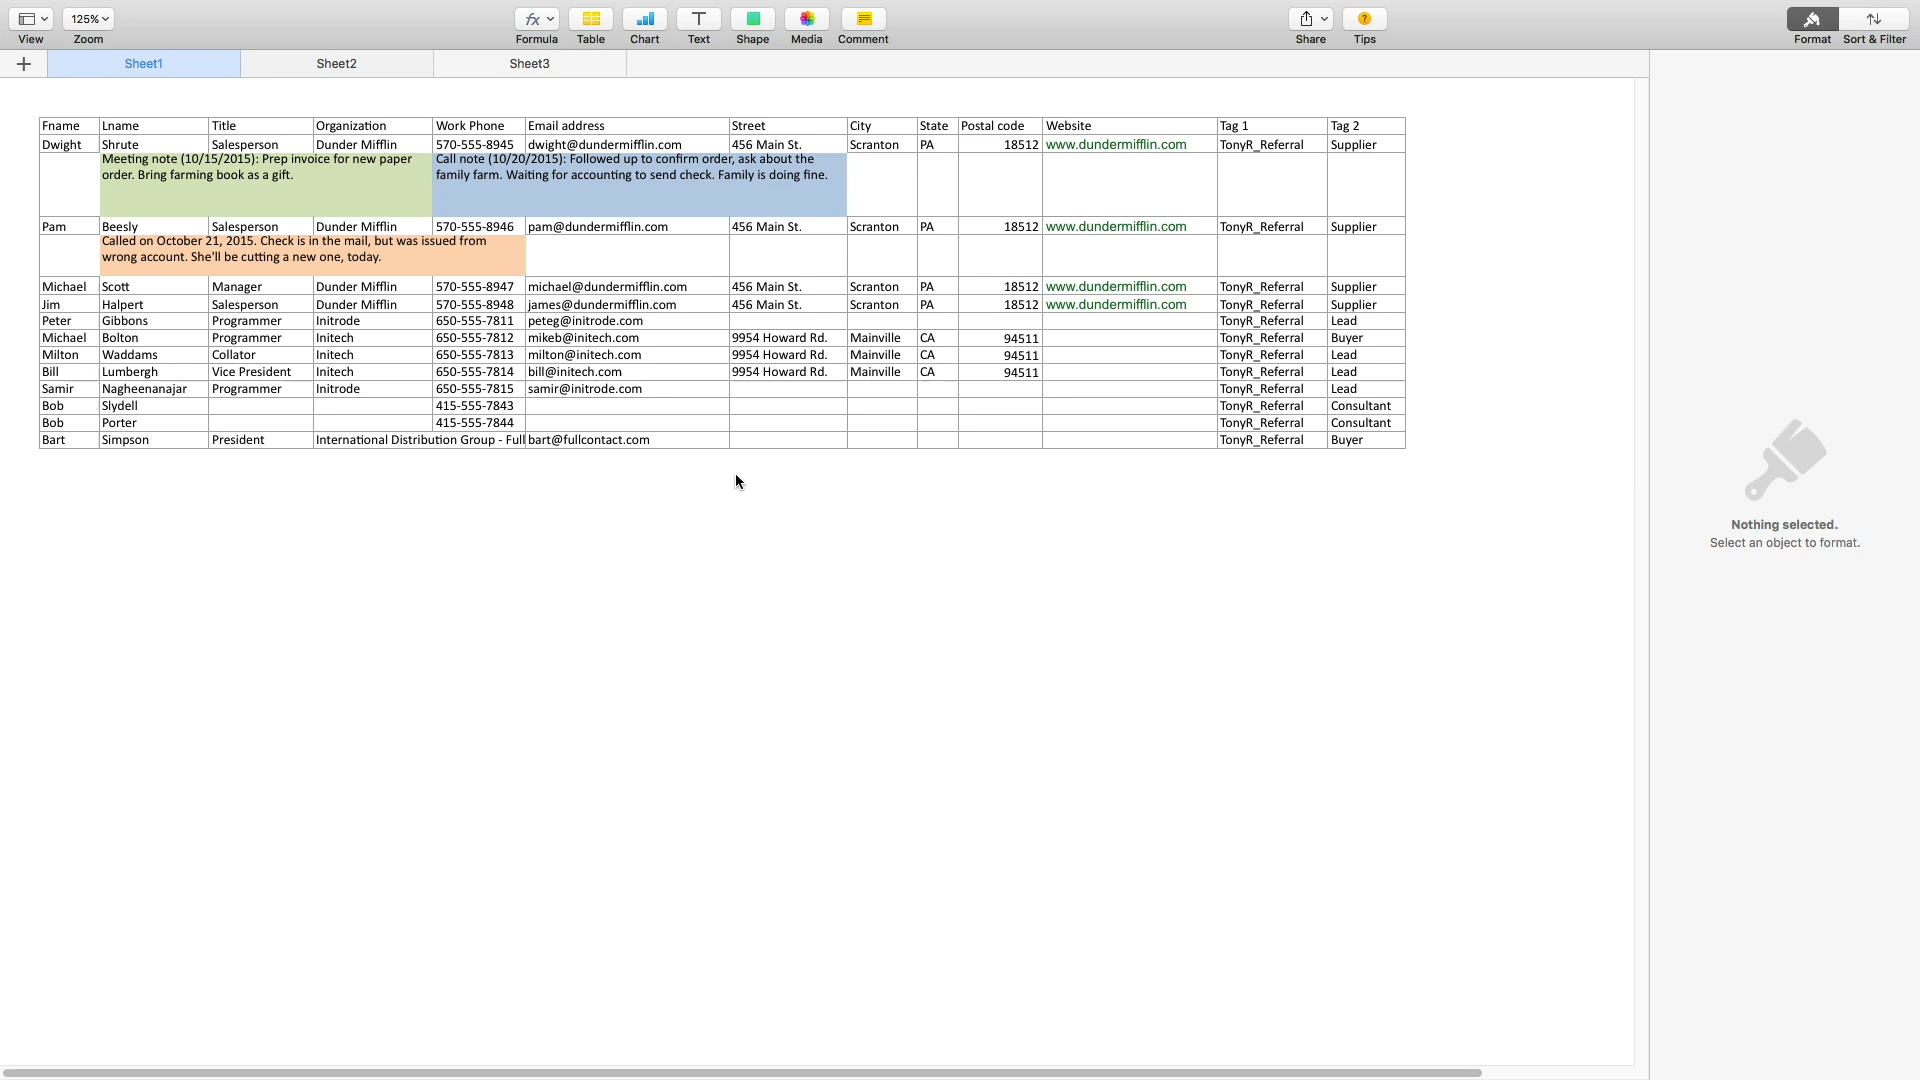 125%
View Zoom Formula Table Chart Text Shape Media Comment Share Tips Format Sort & Filter
Sheet1 Sheet2 Sheet3
Fname Lname Title Organization Work Phone Email address Street City State Postal code Website Tag 1 Tag 2
Dwight Shrute Salesperson Dunder Mifflin 570-555-8945 dwight@dundermifflin.com 456 Main St. Scranton PA 18512 www.dundermifflin.com TonyR_Referral Supplier
Meeting note (10/15/2015): Prep invoice for new paper
order. Bring farming book as a gift.
Call note (10/20/2015): Followed up to confirm order, ask about the
family farm. Waiting for accounting to send check. Family is doing fine.
Pam Beesly Salesperson Dunder Mifflin 570-555-8946 pam@dundermifflin.com 456 Main St. Scranton PA 18512 www.dundermifflin.com TonyR_Referral Supplier
Called on October 21, 2015. Check is in the mail, but was issued from
wrong account. She'll be cutting a new one, today.
Michael Scott Manager Dunder Mifflin 570-555-8947 michael@dundermifflin.com 456 Main St. Scranton PA 18512 www.dundermifflin.com TonyR_Referral Supplier
Jim Halpert Salesperson Dunder Mifflin 570-555-8948 james@dundermifflin.com 456 Main St. Scranton PA 18512 www.dundermifflin.com TonyR_Referral Supplier
Peter Gibbons Programmer Initrode 650-555-7811 peteg@initrode.com TonyR_Referral Lead
Michael Bolton Programmer Initech 650-555-7812 mikeb@initech.com 9954 Howard Rd. Mainville CA 94511 TonyR_Referral Buyer
Milton Waddams Collator Initech 650-555-7813 milton@initech.com 9954 Howard Rd. Mainville CA 94511 TonyR_Referral Lead
Bill Lumbergh Vice President Initech 650-555-7814 bill@initech.com 9954 Howard Rd. Mainville CA 94511 TonyR_Referral Lead
Samir Nagheenanajar Programmer Initrode 650-555-7815 samir@initrode.com TonyR_Referral Lead
Bob Slydell 415-555-7843 TonyR_Referral Consultant
Bob Porter 415-555-7844 TonyR_Referral Consultant
Bart Simpson President International Distribution Group - Full bart@fullcontact.com TonyR_Referral Buyer
Nothing selected.
Select an object to format.